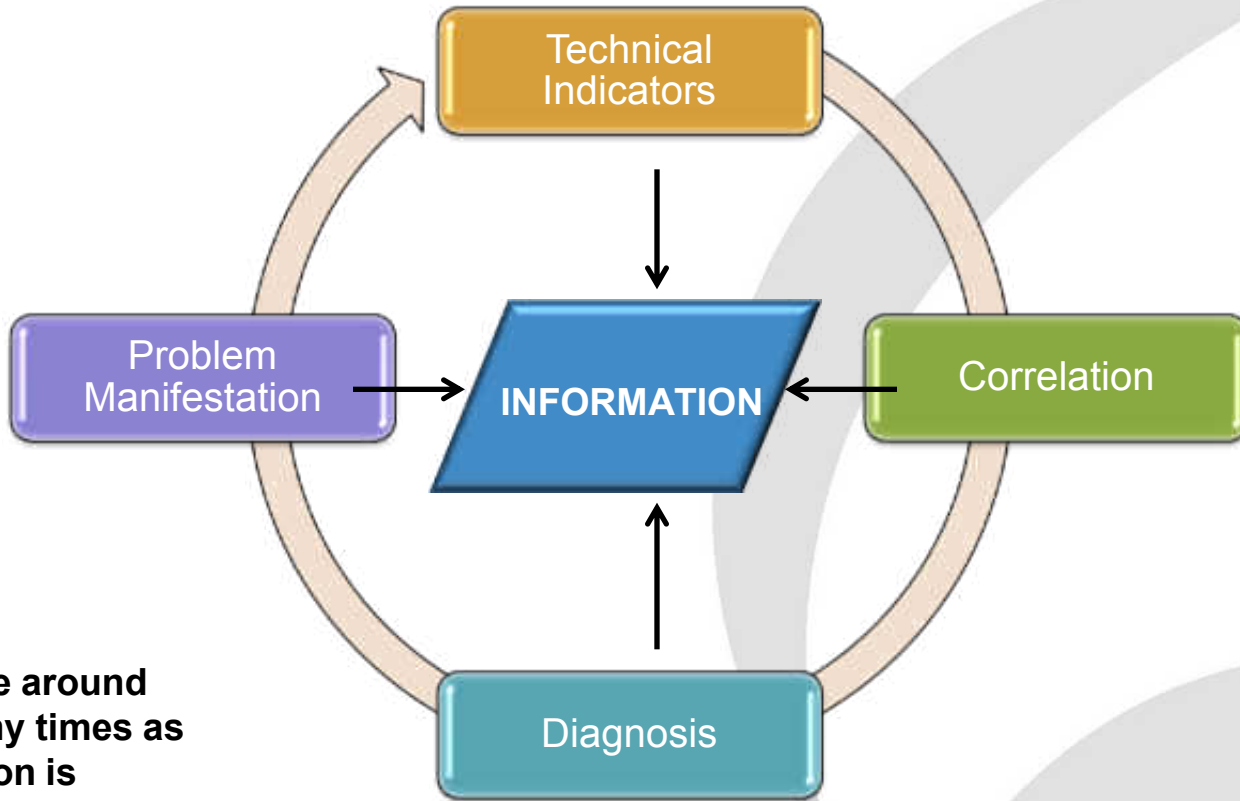 Technical
Indicators
Problem
Manifestation
INFORMATION
Correlation
Diagnosis
e around
y times as
on is